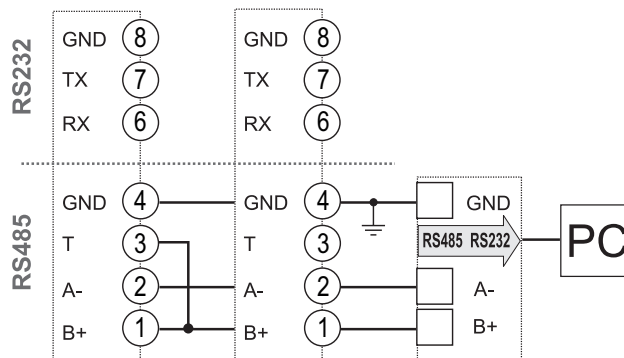 RS232
GND 8 GND 8
TX 7 TX 7
RX 6 RX 6
RS485
GND 4 GND 4 GND
T 3 T 3 RS485 RS232 PC
A- 2 A- 2 A-
B+ 1 B+ 1 B+